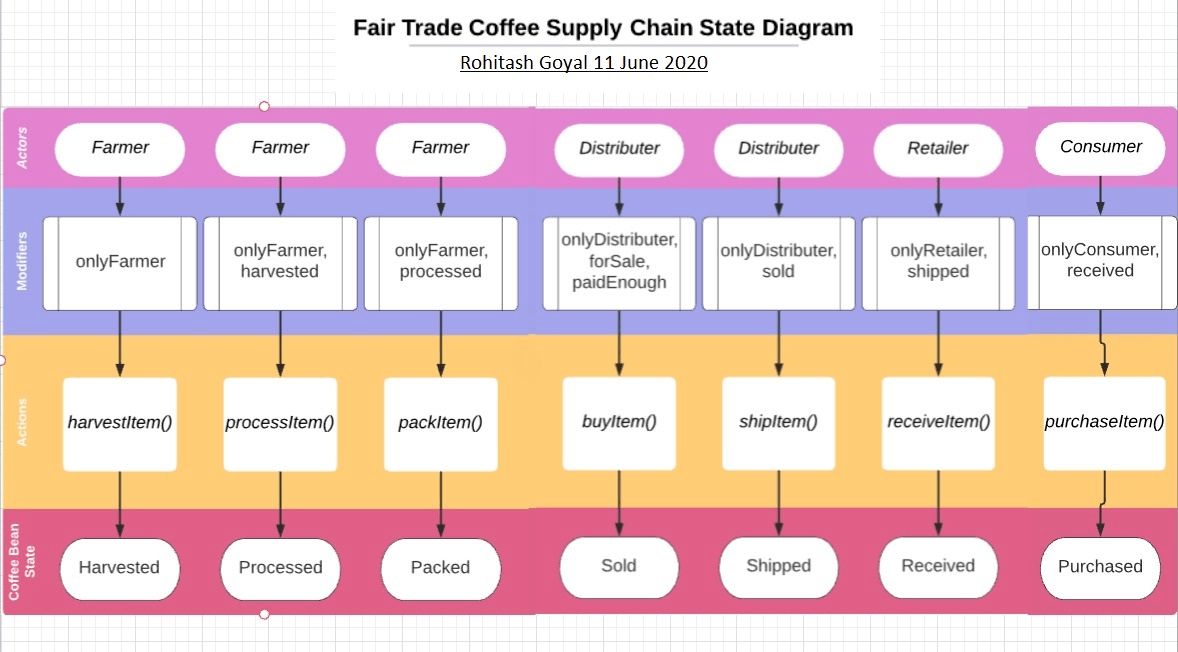 Fair Trade Coffee Supply Chain State Diagram
Rohitash Goyal 11 June 2020
Actors
Farmer
Farmer
Farmer
Distributer
Distributer
Retailer
Consumer
Modifiers
onlyFarmer
onlyFarmer,
harvested
onlyFarmer,
processed
onlyDistributer,
forSale,
paidEnough
onlyDistributer,
sold
onlyRetailer,
shipped
onlyConsumer,
received
Actions
harvestItem()
processItem()
packItem()
buyItem()
shipItem()
receiveItem()
purchaseItem()
Coffee Bean
State
Harvested
Processed
Packed
Sold
Shipped
Received
Purchased